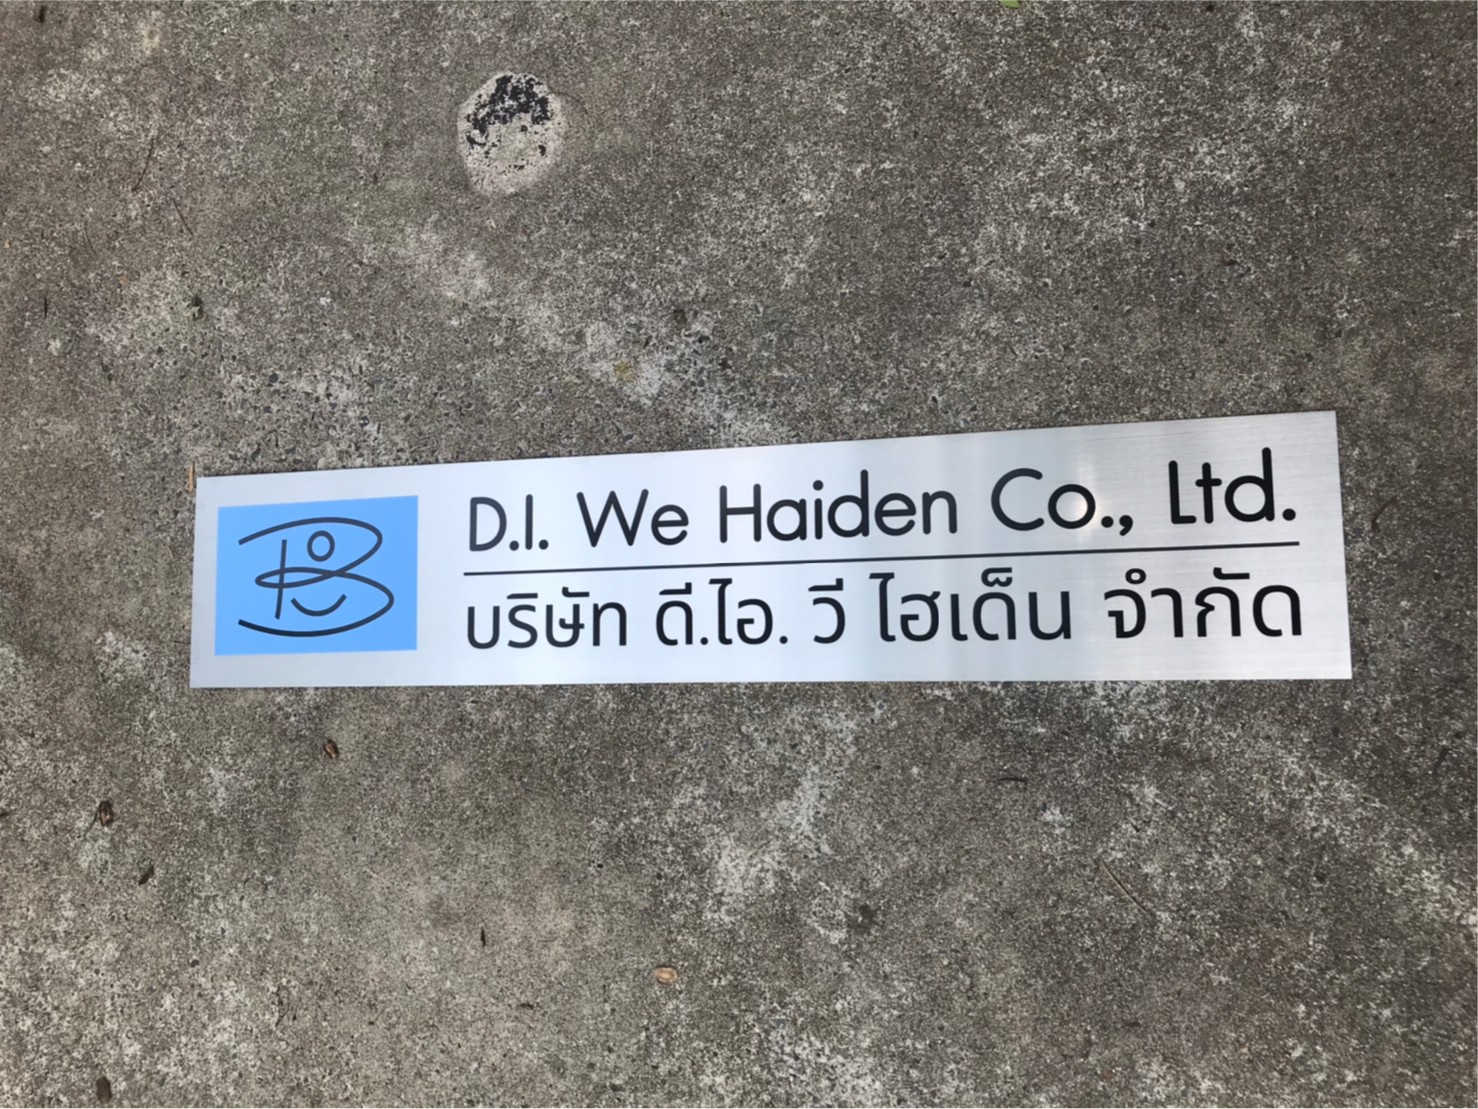 D.I. We Haiden Co., Ltd.
บริษัท ดี.ไอ. วี ไฮเด็น จำกัด